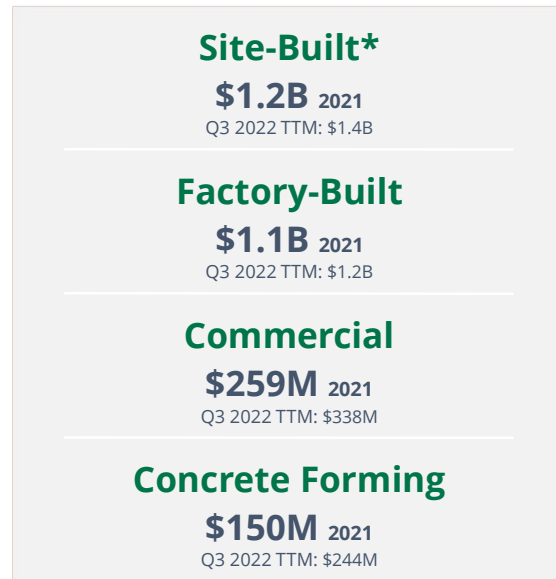 Site-Built*
$1.2B 2021
Q3 2022 TTM: $1.4B
Factory-Built
$1.1B 2021
Q3 2022 TTM: $1.2B
Commercial
$259M 2021
Q3 2022 TTM: $338M
Concrete Forming
$150M 2021
Q3 2022 TTM: $244M